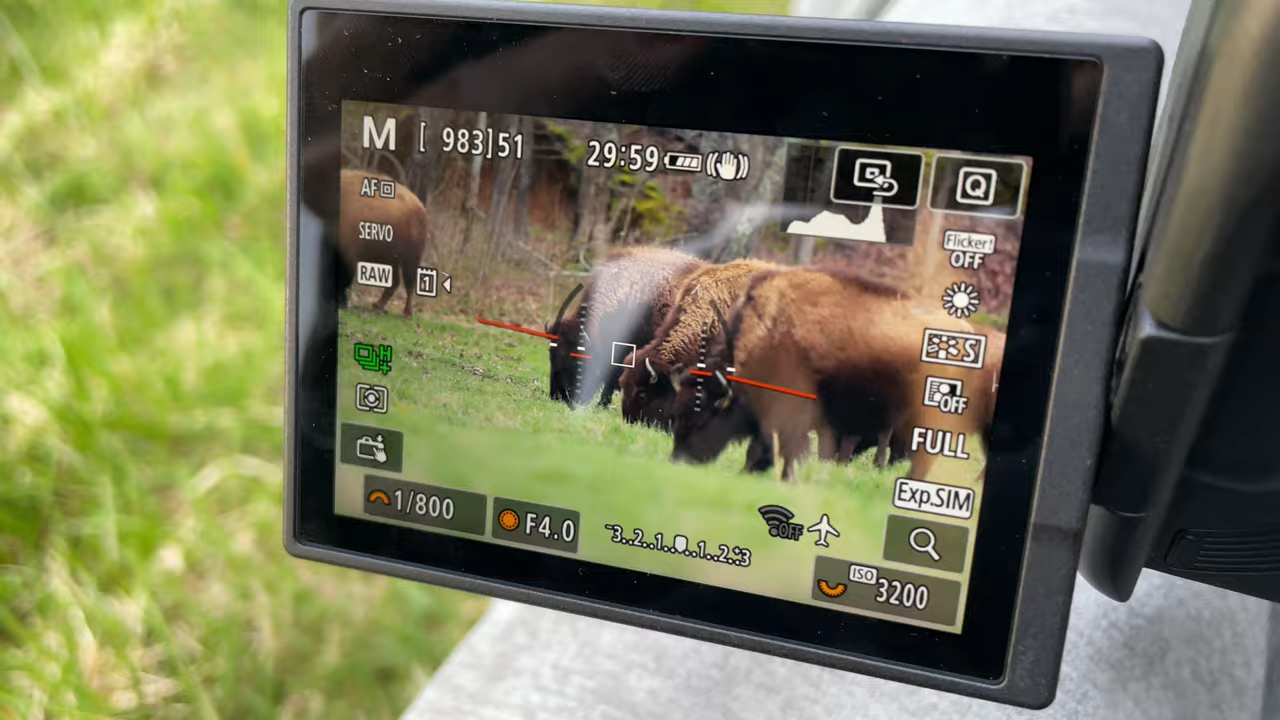 M [ 983]51 29:59
Q
AF
SERVO
RAW
1
Flicker!
OFF
S
OFF
FULL
H+
Exp.SIM
1/800
F4.0
-3..2..1..0..1..2..+3
OFF
ISO
3200